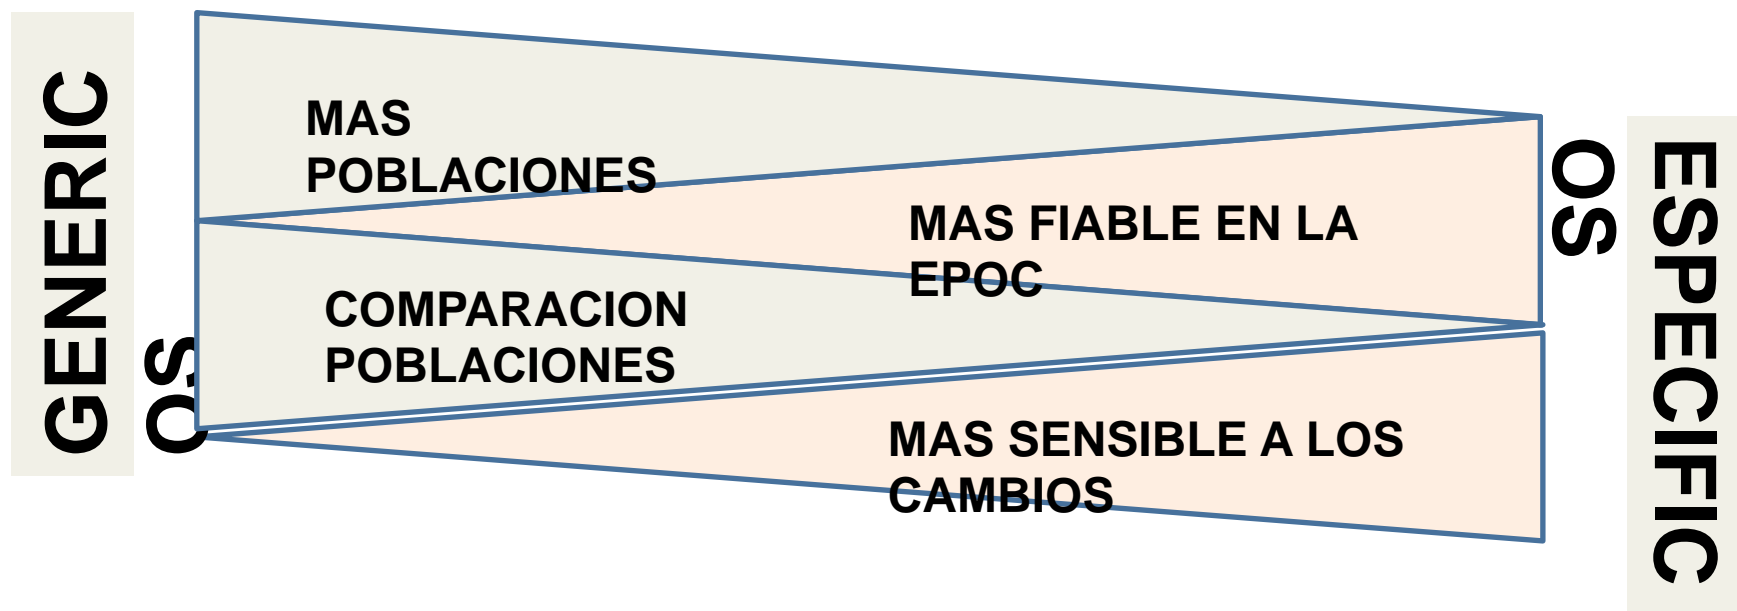 GENERIC
OS
MAS
POBLACIONES
MAS FIABLE EN LA
EPOC
COMPARACION
POBLACIONES
MAS SENSIBLE A LOS
CAMBIOS
ESPECIFIC
OS